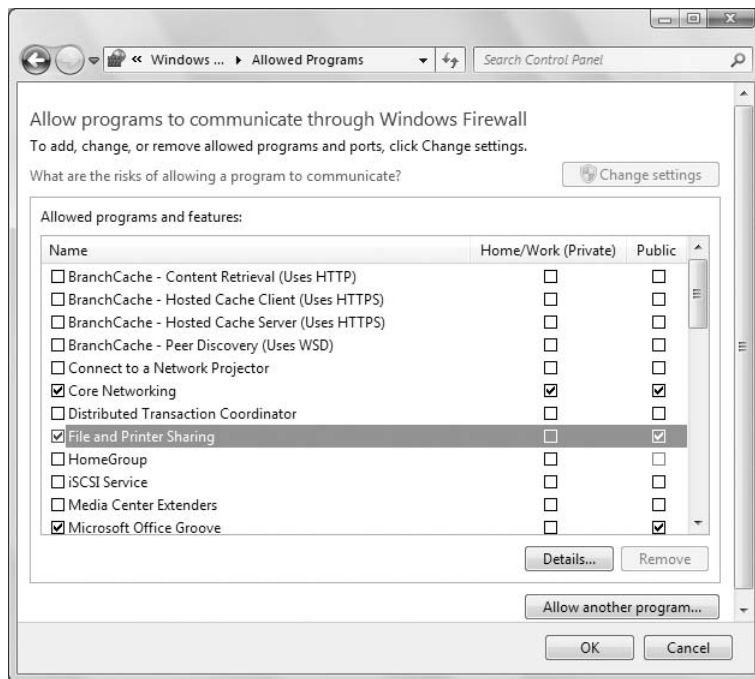 « Windows ... ▸ Allowed Programs
Search Control Panel
Allow programs to communicate through Windows Firewall
To add, change, or remove allowed programs and ports, click Change settings.
What are the risks of allowing a program to communicate?
Change settings
Allowed programs and features:
Name Home/Work (Private) Public
BranchCache - Content Retrieval (Uses HTTP)
BranchCache - Hosted Cache Client (Uses HTTPS)
BranchCache - Hosted Cache Server (Uses HTTPS)
BranchCache - Peer Discovery (Uses WSD)
Connect to a Network Projector
Core Networking
Distributed Transaction Coordinator
File and Printer Sharing
HomeGroup
iSCSI Service
Media Center Extenders
Microsoft Office Groove
Details... Remove
Allow another program...
OK Cancel